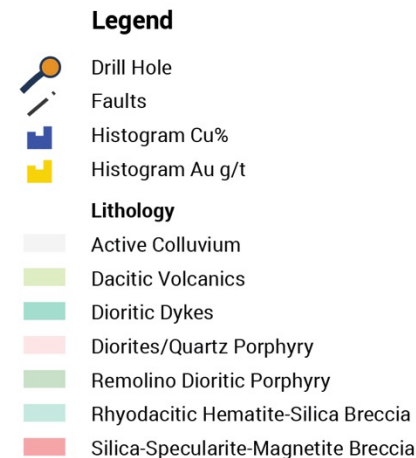 Legend
Drill Hole
Faults
Histogram Cu%
Histogram Au g/t
Lithology
Active Colluvium
Dacitic Volcanics
Dioritic Dykes
Diorites/Quartz Porphyry
Remolino Dioritic Porphyry
Rhyodacitic Hematite-Silica Breccia
Silica-Specularite-Magnetite Breccia